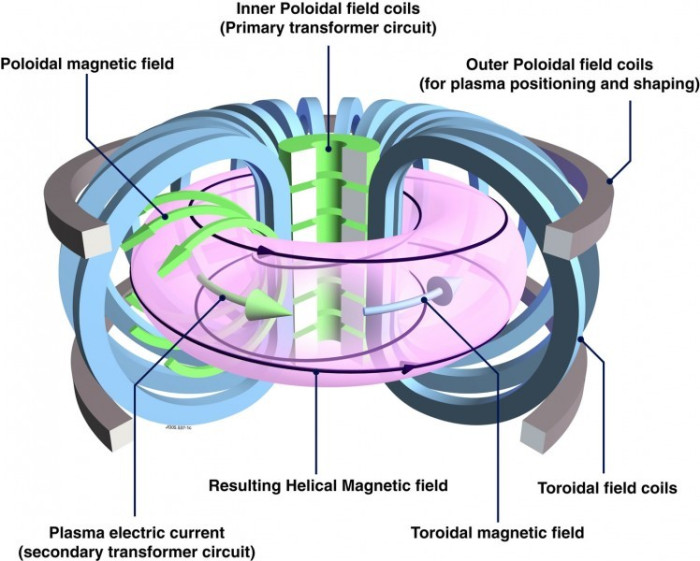 Inner Poloidal field coils
(Primary transformer circuit)
Poloidal magnetic field
Outer Poloidal field coils
(for plasma positioning and shaping)
Resulting Helical Magnetic field
Toroidal field coils
Plasma electric current
(secondary transformer circuit)
Toroidal magnetic field